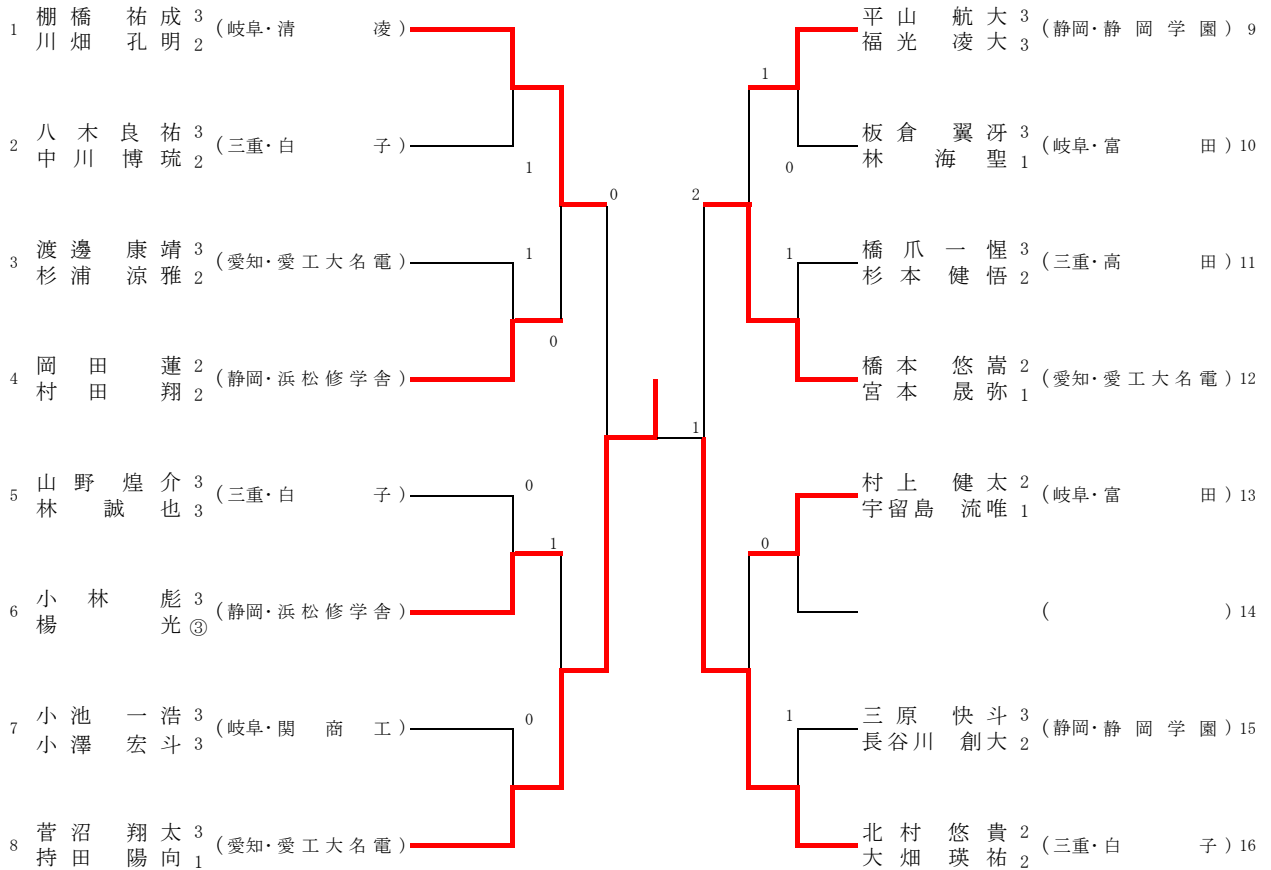 1 棚橋祐成 3 (岐阜・清凌)
川畑孔明 2
2 八木良祐 3 (三重・白子)
中川博琉 2
1
3 渡邊康靖 3 (愛知・愛工大名電)
杉浦涼雅 2
1
0
4 岡田蓮 2 (静岡・浜松修学舎)
村田翔 2
0
5 山野煌介 3 (三重・白子)
林誠也 3
0
1
6 小林彪 3 (静岡・浜松修学舎)
楊光 ③
7 小池一浩 3 (岐阜・関商工)
小澤宏斗 3
0
8 菅沼翔太 3 (愛知・愛工大名電)
持田陽向 1
平山航大 3 (静岡・静岡学園) 9
福光凌大 3
1
板倉翼冴 3 (岐阜・富田) 10
林海聖 1
0
2
橋爪一惺 3 (三重・高田) 11
杉本健悟 2
1
橋本悠嵩 2 (愛知・愛工大名電) 12
宮本晟弥 1
1
村上健太 2 (岐阜・富田) 13
宇留島流唯 1
0
( ) 14
三原快斗 3 (静岡・静岡学園) 15
長谷川創大 2
1
北村悠貴 2 (三重・白子) 16
大畑瑛祐 2